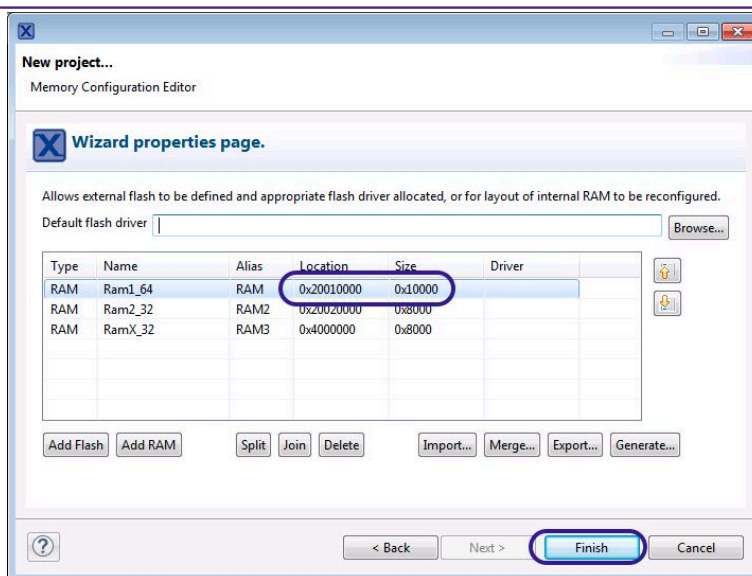 New project...
Memory Configuration Editor
Wizard properties page.
Allows external flash to be defined and appropriate flash driver allocated, or for layout of internal RAM to be reconfigured.
Default flash driver Browse...
Type Name Alias Location Size Driver
RAM Ram1_64 RAM 0x20010000 0x10000
RAM Ram2_32 RAM2 0x20020000 0x8000
RAM RamX_32 RAM3 0x4000000 0x8000
Add Flash Add RAM Split Join Delete Import... Merge... Export... Generate...
? < Back Next > Finish Cancel